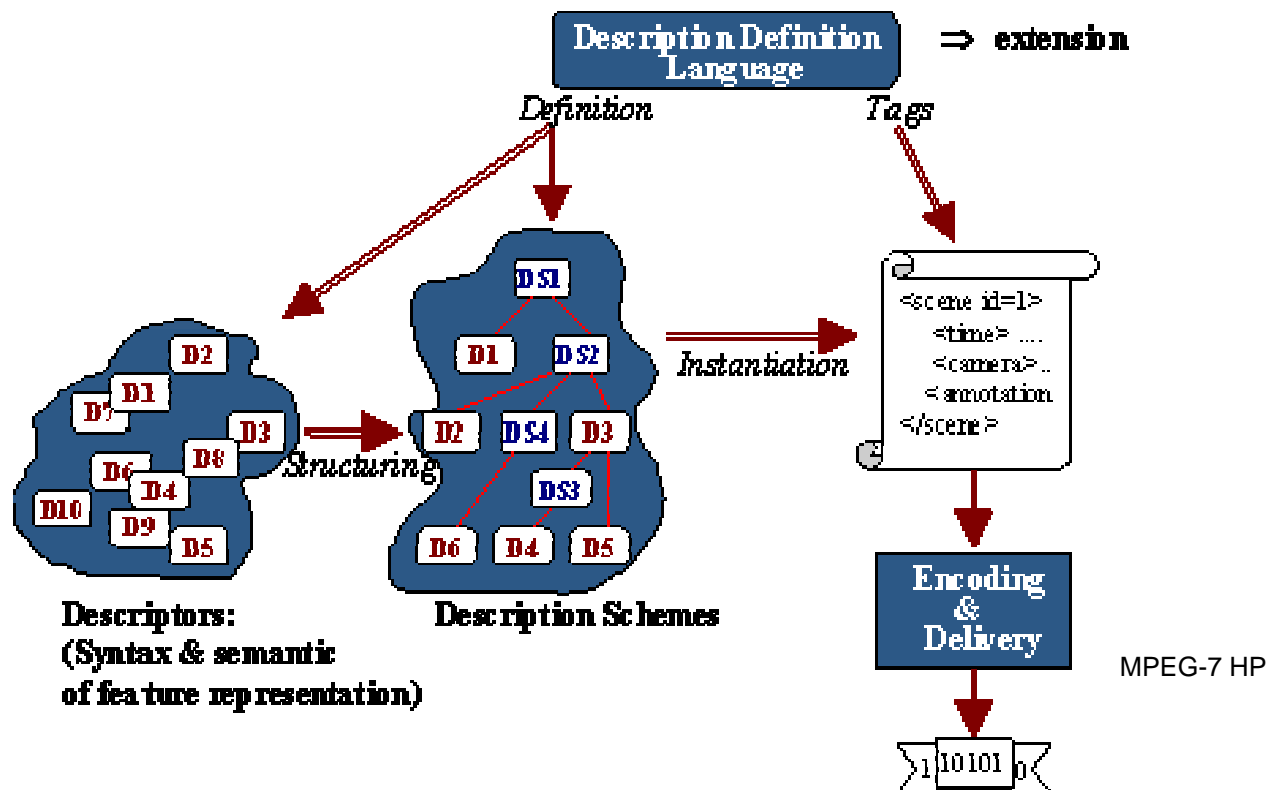 Description Definition
Language
⇒ extension
Definition
Tags
DS1
D1
DS2
D2
DS4
D3
DS3
D6
D4
D5
Instantiation
<scene id=1>
<time> ....
<camera>..
<annotation
</scene>
D2
D1
D7
D3
D8
D6
D4
D10
D9
D5
Structuring
Descriptors:
(Syntax & semantic
of feature representation)
Description Schemes
Encoding
&
Delivery
MPEG-7 HP
1 10101 0